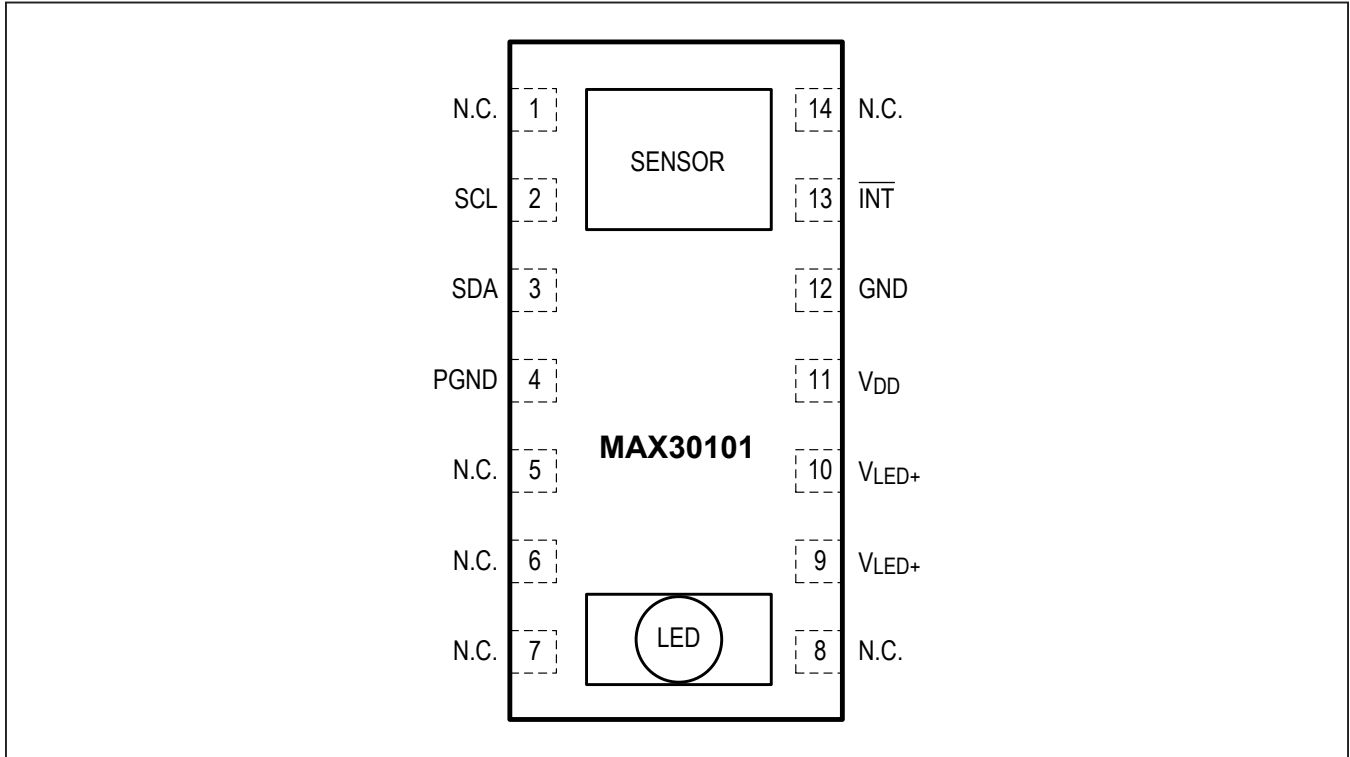 N.C. 1 14 N.C.
SENSOR
SCL 2 13 INT
SDA 3 12 GND
PGND 4 11 VDD
MAX30101
N.C. 5 10 VLED+
N.C. 6 9 VLED+
LED
N.C. 7 8 N.C.